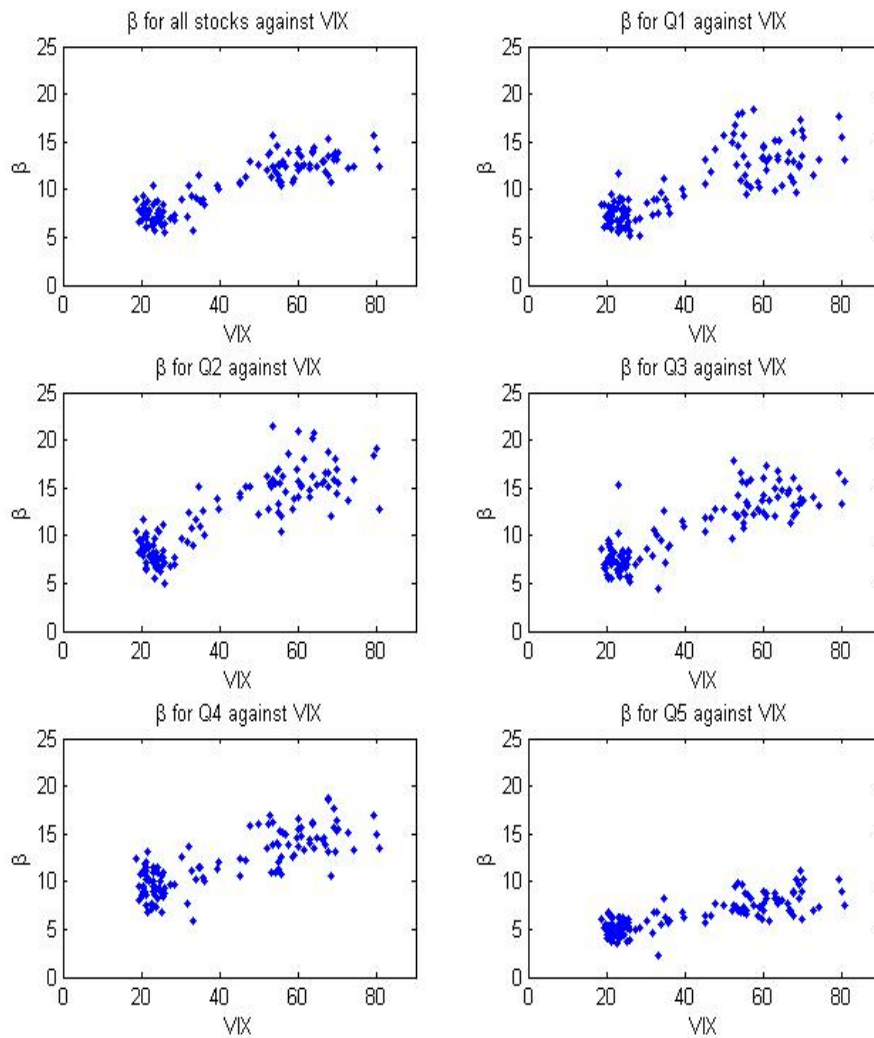 β for all stocks against VIX
β for Q1 against VIX
25
20
15
10
5
0
β
0 20 40 60 80
VIX
25
20
15
10
5
0
β
0 20 40 60 80
VIX
β for Q2 against VIX
β for Q3 against VIX
25
20
15
10
5
0
β
0 20 40 60 80
VIX
25
20
15
10
5
0
β
0 20 40 60 80
VIX
β for Q4 against VIX
β for Q5 against VIX
25
20
15
10
5
0
β
0 20 40 60 80
VIX
25
20
15
10
5
0
β
0 20 40 60 80
VIX